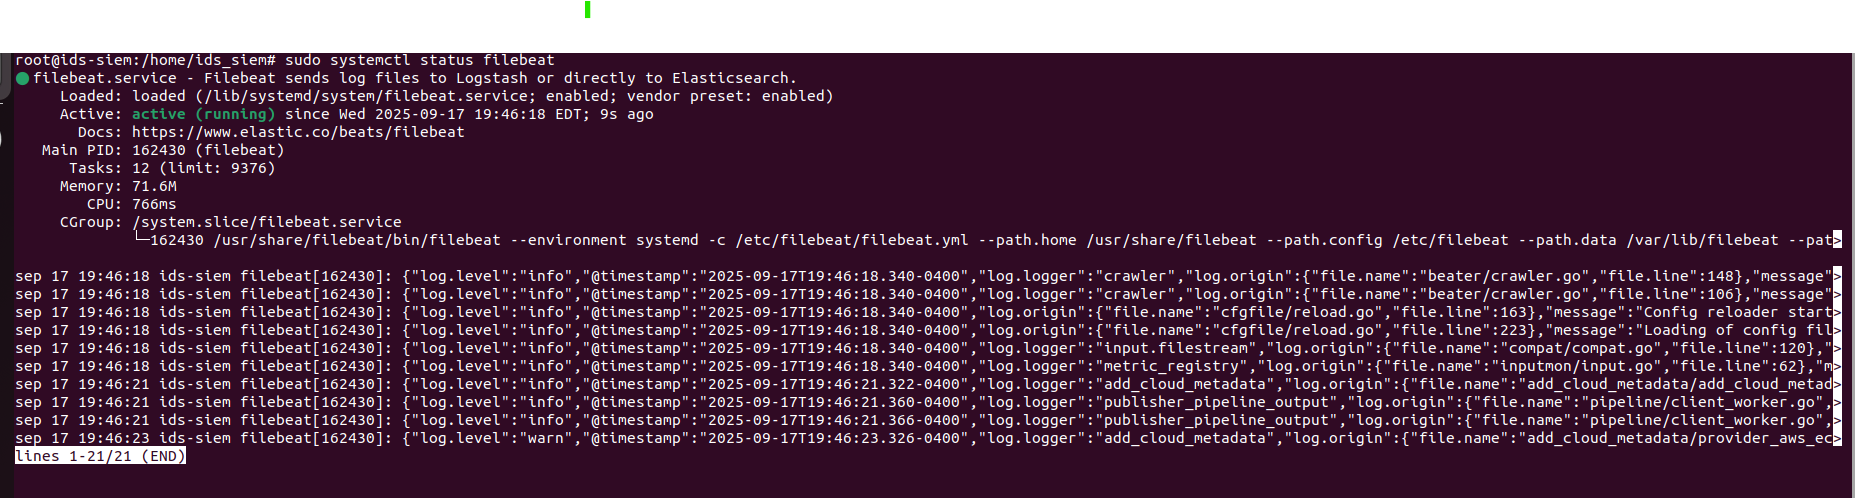 root@ids-siem:/home/ids_siem# sudo systemctl status filebeat
filebeat.service - Filebeat sends log files to Logstash or directly to Elasticsearch.
Loaded: loaded (/lib/systemd/system/filebeat.service; enabled; vendor preset: enabled)
Active: active (running) since Wed 2025-09-17 19:46:18 EDT; 9s ago
Docs: https://www.elastic.co/beats/filebeat
Main PID: 162430 (filebeat)
Tasks: 12 (limit: 9376)
Memory: 71.6M
CPU: 766ms
CGroup: /system.slice/filebeat.service
└─162430 /usr/share/filebeat/bin/filebeat --environment systemd -c /etc/filebeat/filebeat.yml --path.home /usr/share/filebeat --path.config /etc/filebeat --path.data /var/lib/filebeat --pat>
sep 17 19:46:18 ids-siem filebeat[162430]: {"log.level":"info","@timestamp":"2025-09-17T19:46:18.340-0400","log.logger":"crawler","log.origin":{"file.name":"beater/crawler.go","file.line":148},"message">
sep 17 19:46:18 ids-siem filebeat[162430]: {"log.level":"info","@timestamp":"2025-09-17T19:46:18.340-0400","log.logger":"crawler","log.origin":{"file.name":"beater/crawler.go","file.line":106},"message">
sep 17 19:46:18 ids-siem filebeat[162430]: {"log.level":"info","@timestamp":"2025-09-17T19:46:18.340-0400","log.origin":{"file.name":"cfgfile/reload.go","file.line":163},"message":"Config reloader start>
sep 17 19:46:18 ids-siem filebeat[162430]: {"log.level":"info","@timestamp":"2025-09-17T19:46:18.340-0400","log.origin":{"file.name":"cfgfile/reload.go","file.line":223},"message":"Loading of config fil>
sep 17 19:46:18 ids-siem filebeat[162430]: {"log.level":"info","@timestamp":"2025-09-17T19:46:18.340-0400","log.logger":"input.filestream","log.origin":{"file.name":"compat/compat.go","file.line":120},">
sep 17 19:46:18 ids-siem filebeat[162430]: {"log.level":"info","@timestamp":"2025-09-17T19:46:18.340-0400","log.logger":"metric_registry","log.origin":{"file.name":"inputmon/input.go","file.line":62},"m>
sep 17 19:46:21 ids-siem filebeat[162430]: {"log.level":"info","@timestamp":"2025-09-17T19:46:21.322-0400","log.logger":"add_cloud_metadata","log.origin":{"file.name":"add_cloud_metadata/add_cloud_metad>
sep 17 19:46:21 ids-siem filebeat[162430]: {"log.level":"info","@timestamp":"2025-09-17T19:46:21.360-0400","log.logger":"publisher_pipeline_output","log.origin":{"file.name":"pipeline/client_worker.go",>
sep 17 19:46:21 ids-siem filebeat[162430]: {"log.level":"info","@timestamp":"2025-09-17T19:46:21.366-0400","log.logger":"publisher_pipeline_output","log.origin":{"file.name":"pipeline/client_worker.go",>
sep 17 19:46:23 ids-siem filebeat[162430]: {"log.level":"warn","@timestamp":"2025-09-17T19:46:23.326-0400","log.logger":"add_cloud_metadata","log.origin":{"file.name":"add_cloud_metadata/provider_aws_ec>
lines 1-21/21 (END)